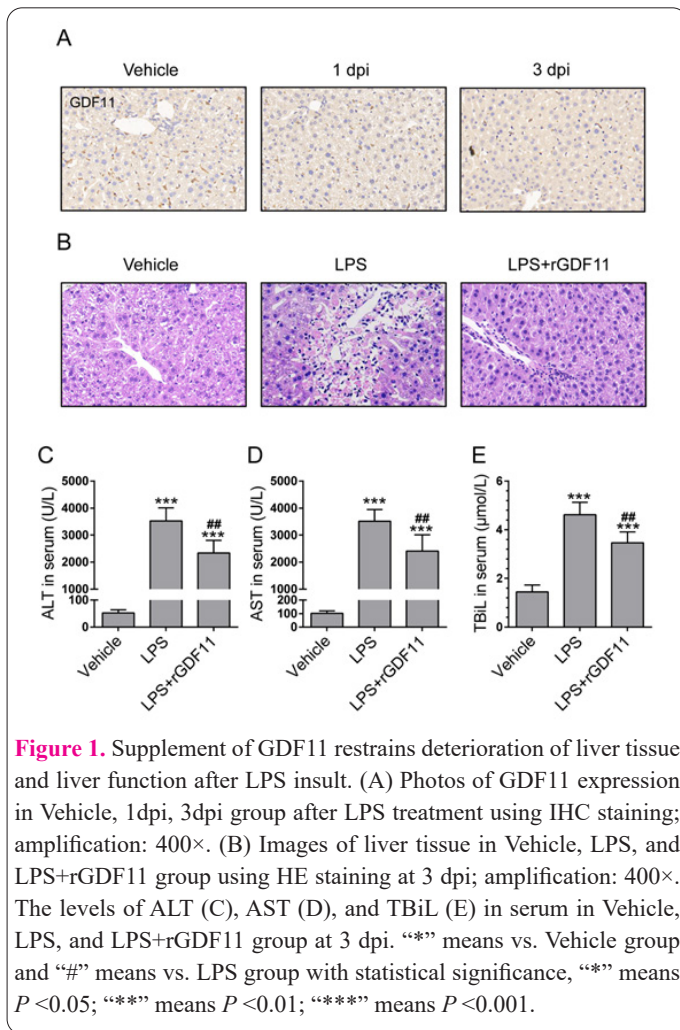 A
Vehicle
1 dpi
3 dpi
GDF11
B
Vehicle
LPS
LPS+rGDF11
C
ALT in serum (U/L)
5000
4000
3000
2000
1000
100
0
***
##
***
Vehicle
LPS
LPS+rGDF11
D
AST in serum (U/L)
5000
4000
3000
2000
1000
200
100
0
***
##
***
Vehicle
LPS
LPS+rGDF11
E
TBiL in serum (μmol/L)
6
4
2
0
***
##
***
Vehicle
LPS
LPS+rGDF11
Figure 1. Supplement of GDF11 restrains deterioration of liver tissue
and liver function after LPS insult. (A) Photos of GDF11 expression
in Vehicle, 1dpi, 3dpi group after LPS treatment using IHC staining;
amplification: 400×. (B) Images of liver tissue in Vehicle, LPS, and
LPS+rGDF11 group using HE staining at 3 dpi; amplification: 400×.
The levels of ALT (C), AST (D), and TBiL (E) in serum in Vehicle,
LPS, and LPS+rGDF11 group at 3 dpi. “*” means vs. Vehicle group
and “#” means vs. LPS group with statistical significance, “*” means
P <0.05; “**” means P <0.01; “***” means P <0.001.